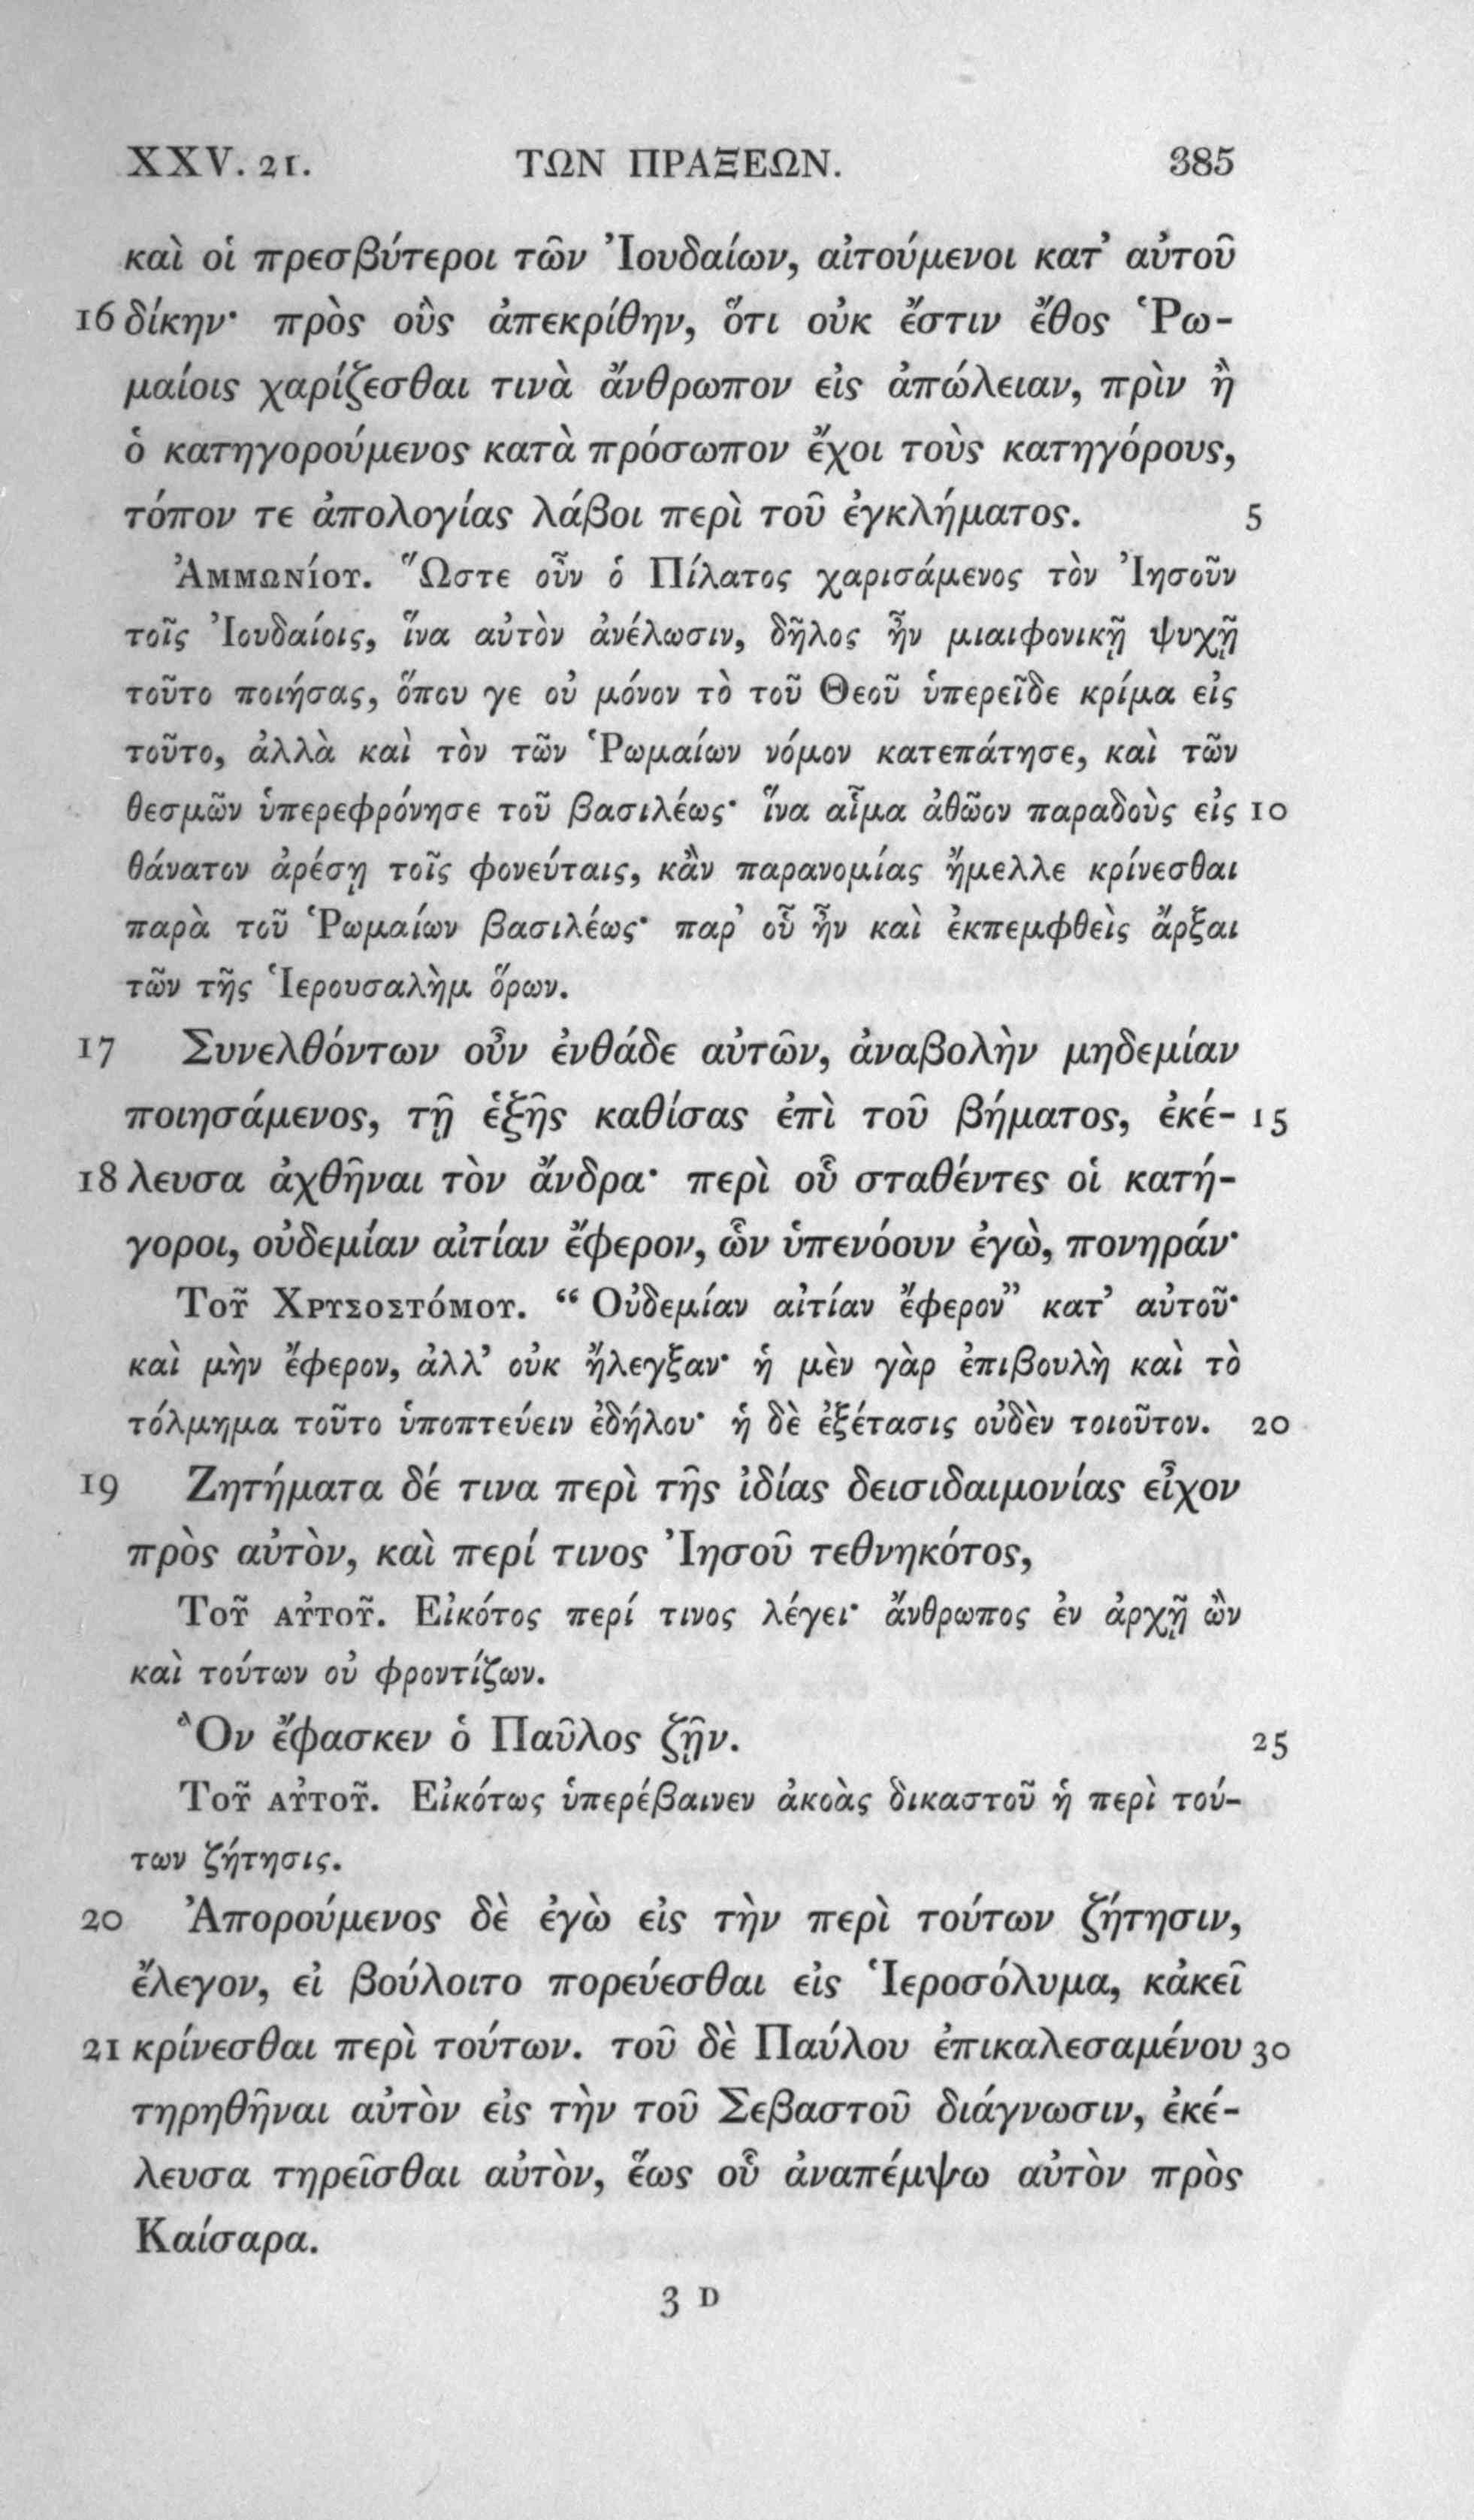 XXV. 21. ΤΩΝ ΠΡΑΞΕΩΝ. 385
καὶ οἱ πρεσβύτεροι τῶν Ἰουδαίων, αἰτούμενοι κατ’ αὐτοῦ
16 δίκην· πρὸς οὓς ἀπεκρίθην, ὅτι οὐκ ἔστιν ἔθος Ῥω-
μαίοις χαρίζεσθαι τινὰ ἄνθρωπον εἰς ἀπώλειαν, πρὶν ἢ
ὁ κατηγορούμενος κατὰ πρόσωπον ἔχοι τοὺς κατηγόρους,
τόπον τε ἀπολογίας λάβοι περὶ τοῦ ἐγκλήματος. 5
Ἀμμωνίου. Ὥστε οὖν ὁ Πίλατος χαρισάμενος τὸν Ἰησοῦν
τοῖς Ἰουδαίοις, ἵνα αὐτὸν ἀνέλωσιν, δῆλος ἦν μιαιφονικῇ ψυχῇ
τοῦτο ποιήσας, ὅπου γε οὐ μόνον τὸ τοῦ Θεοῦ ὑπερεῖδε κρίμα εἰς
τοῦτο, ἀλλὰ καὶ τὸν τῶν Ῥωμαίων νόμον κατεπάτησε, καὶ τῶν
θεσμῶν ὑπερεφρόνησε τοῦ βασιλέως· ἵνα αἷμα ἀθῶον παραδοὺς εἰς 10
θάνατον ἀρέσῃ τοῖς φονεύταις, κἂν παρανομίας ἤμελλε κρίνεσθαι
παρὰ τοῦ Ῥωμαίων βασιλέως· παρ’ οὗ ἦν καὶ ἐκπεμφθεὶς ἄρξαι
τῶν τῆς Ἱερουσαλὴμ ὅρων.
17 Συνελθόντων οὖν ἐνθάδε αὐτῶν, ἀναβολὴν μηδεμίαν
ποιησάμενος, τῇ ἑξῆς καθίσας ἐπὶ τοῦ βήματος, ἐκέ- 15
18 λευσα ἀχθῆναι τὸν ἄνδρα· περὶ οὗ σταθέντες οἱ κατή-
γοροι, οὐδεμίαν αἰτίαν ἔφερον, ὧν ὑπενόουν ἐγὼ, πονηράν·
Τοῦ Χρυσοστόμου. “ Οὐδεμίαν αἰτίαν ἔφερον” κατ’ αὐτοῦ·
καὶ μὴν ἔφερον, ἀλλ’ οὐκ ἤλεγξαν· ἡ μὲν γὰρ ἐπιβουλὴ καὶ τὸ
τόλμημα τοῦτο ὑποπτεύειν ἐδήλου· ἡ δὲ ἐξέτασις οὐδὲν τοιοῦτον. 20
19 Ζητήματα δέ τινα περὶ τῆς ἰδίας δεισιδαιμονίας εἶχον
πρὸς αὐτὸν, καὶ περί τινος Ἰησοῦ τεθνηκότος,
Τοῦ αὐτοῦ. Εἰκότος περί τινος λέγει· ἄνθρωπος ἐν ἀρχῇ ὢν
καὶ τούτων οὐ φροντίζων.
Ὃν ἔφασκεν ὁ Παῦλος ζῇν. 25
Τοῦ αὐτοῦ. Εἰκότως ὑπερέβαινεν ἀκοὰς δικαστοῦ ἡ περὶ τού-
των ζήτησις.
20 Ἀπορούμενος δὲ ἐγὼ εἰς τὴν περὶ τούτων ζήτησιν,
ἔλεγον, εἰ βούλοιτο πορεύεσθαι εἰς Ἱεροσόλυμα, κἀκεῖ
21 κρίνεσθαι περὶ τούτων. τοῦ δὲ Παύλου ἐπικαλεσαμένου 30
τηρηθῆναι αὐτὸν εἰς τὴν τοῦ Σεβαστοῦ διάγνωσιν, ἐκέ-
λευσα τηρεῖσθαι αὐτὸν, ἕως οὗ ἀναπέμψω αὐτὸν πρὸς
Καίσαρα.
3 D